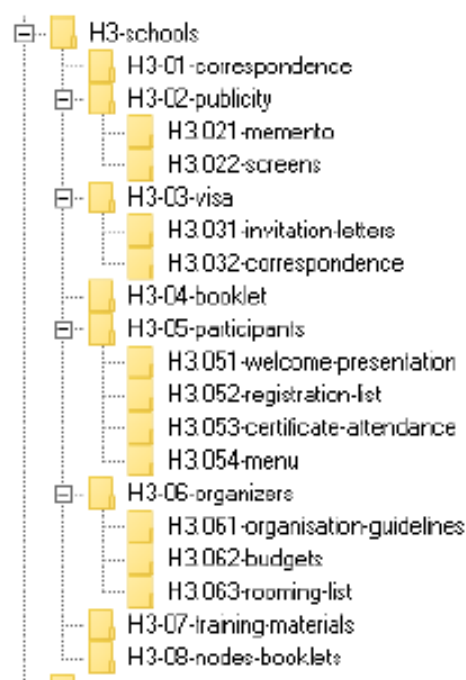 H3-schools
H3-01-correspondence
H3-02-publicity
H3.021-memento
H3.022-screens
H3-03-visa
H3.031-invitation-letters
H3.032-correspondence
H3-04-booklet
H3-05-participants
H3.051-welcome-presentation
H3.052-registration-list
H3.053-certificate-attendance
H3.054-menu
H3-06-organizers
H3.061-organisation-guidelines
H3.062-budgets
H3.063-rooming-list
H3-07-training-materials
H3-08-nodes-booklets